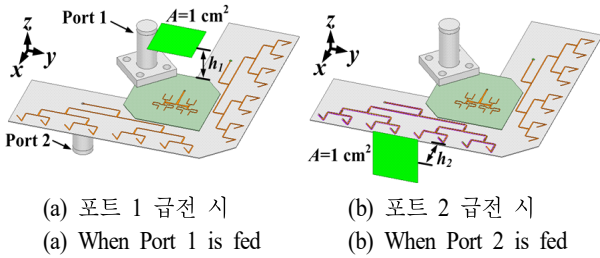 Port 1
A=1 cm²
z
y
x
h₁
Port 2
z
y
x
A=1 cm²
h₂
(a) 포트 1 급전 시
(a) When Port 1 is fed
(b) 포트 2 급전 시
(b) When Port 2 is fed